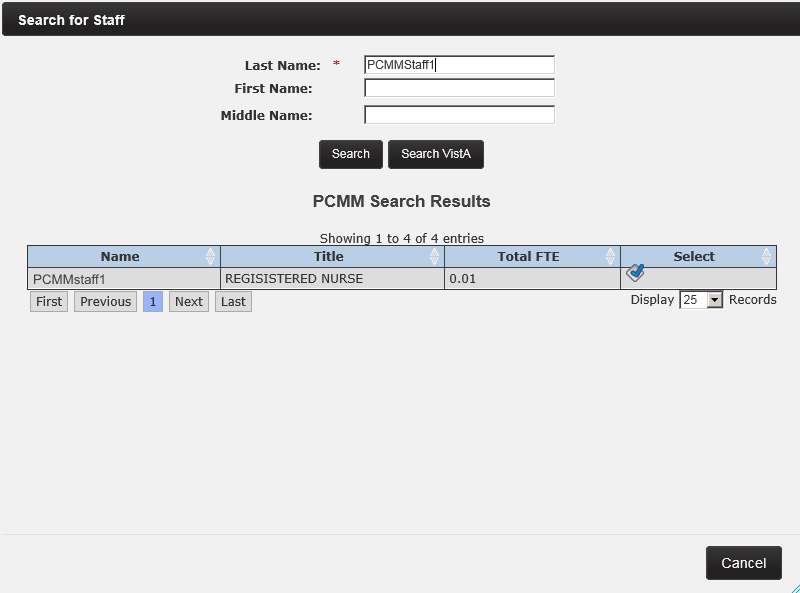 Search for Staff
Last Name: * PCMMStaff1
First Name:
Middle Name:
Search Search VistA
PCMM Search Results
Showing 1 to 4 of 4 entries
Name Title Total FTE Select
PCMMstaff1 REGISISTERED NURSE 0.01
First Previous 1 Next Last Display 25 Records
Cancel